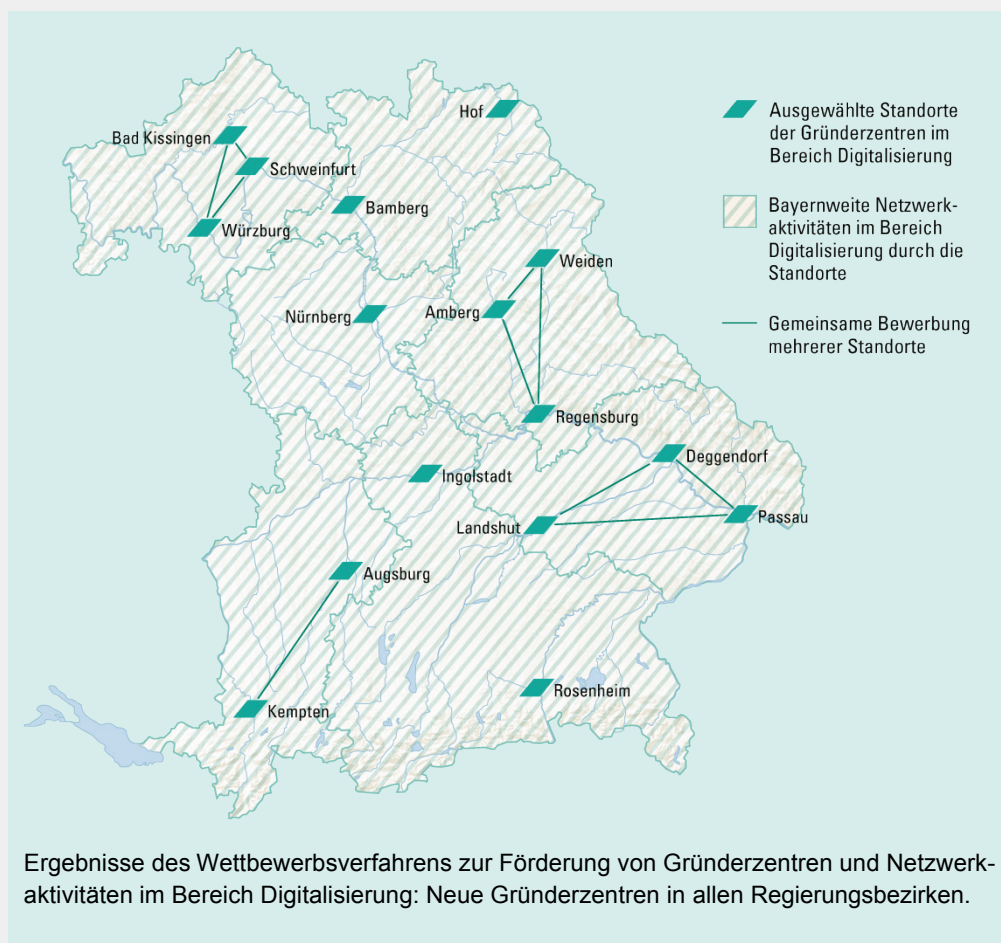 Hof
Bad Kissingen
Schweinfurt
Bamberg
Würzburg
Weiden
Nürnberg
Amberg
Regensburg
Deggendorf
Ingolstadt
Passau
Landshut
Augsburg
Rosenheim
Kempten
Ausgewählte Standorte
der Gründerzentren im
Bereich Digitalisierung
Bayernweite Netzwerk-
aktivitäten im Bereich
Digitalisierung durch die
Standorte
Gemeinsame Bewerbung
mehrerer Standorte
Ergebnisse des Wettbewerbsverfahrens zur Förderung von Gründerzentren und Netzwerk-
aktivitäten im Bereich Digitalisierung: Neue Gründerzentren in allen Regierungsbezirken.